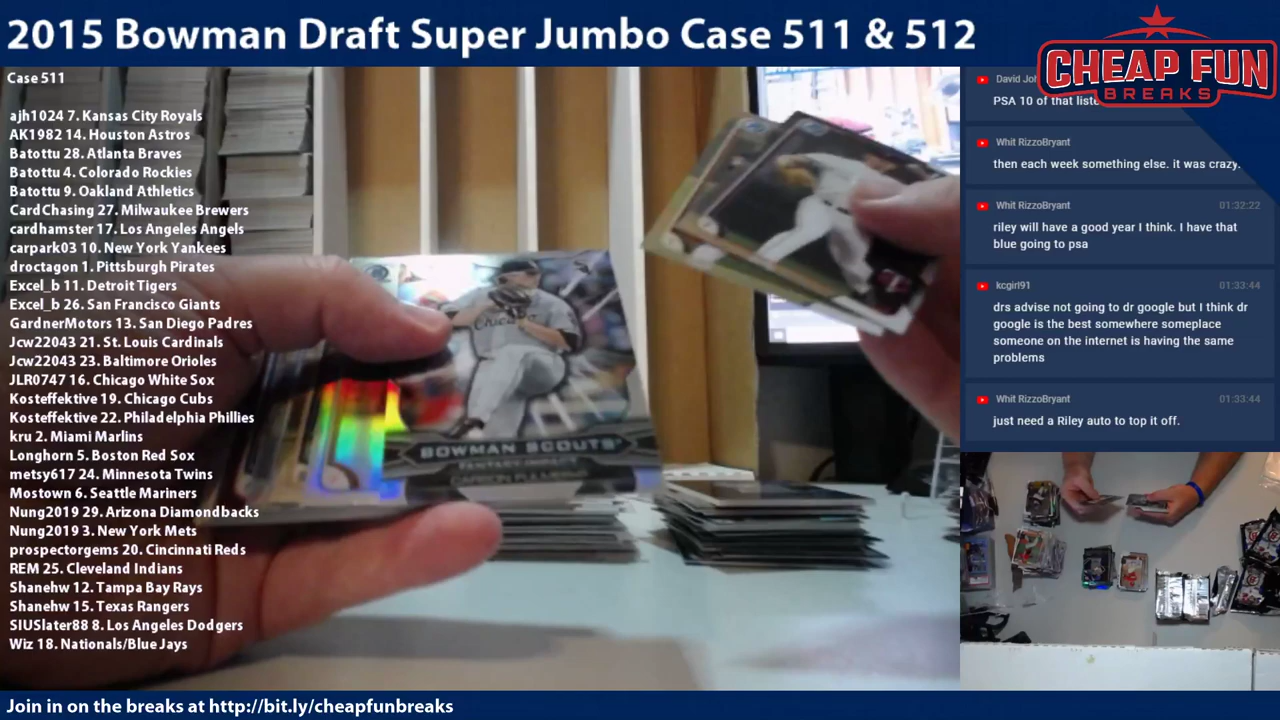 2015 Bowman Draft Super Jumbo Case 511 & 512
CHEAP FUN
BREAKS
Case 511
ajh1024 7. Kansas City Royals
AK1982 14. Houston Astros
Batottu 28. Atlanta Braves
Batottu 4. Colorado Rockies
Batottu 9. Oakland Athletics
CardChasing 27. Milwaukee Brewers
cardhamster 17. Los Angeles Angels
carpark03 10. New York Yankees
droctagon 1. Pittsburgh Pirates
Excel_b 11. Detroit Tigers
Excel_b 26. San Francisco Giants
GardnerMotors 13. San Diego Padres
Jcw22043 21. St. Louis Cardinals
Jcw22043 23. Baltimore Orioles
JLR0747 16. Chicago White Sox
Kosteffektive 19. Chicago Cubs
Kosteffektive 22. Philadelphia Phillies
kru 2. Miami Marlins
Longhorn 5. Boston Red Sox
metsy617 24. Minnesota Twins
Mostown 6. Seattle Mariners
Nung2019 29. Arizona Diamondbacks
Nung2019 3. New York Mets
prospectorgems 20. Cincinnati Reds
REM 25. Cleveland Indians
Shanehw 12. Tampa Bay Rays
Shanehw 15. Texas Rangers
SIUSlater88 8. Los Angeles Dodgers
Wiz 18. Nationals/Blue Jays
Chicago
BOWMAN SCOUTS'
FANTASY IMPACT
CARSON
David
PSA 10 of that
Whit RizzoBryant
then each week something else. it was crazy.
Whit RizzoBryant 01:32:22
riley will have a good year I think. I have that
blue going to psa
kcgirl91 01:33:44
drs advise not going to dr google but I think dr
google is the best somewhere someplace
someone on the internet is having the same
problems
Whit RizzoBryant 01:33:44
just need a Riley auto to top it off.
Join in on the breaks at http://bit.ly/cheapfunbreaks